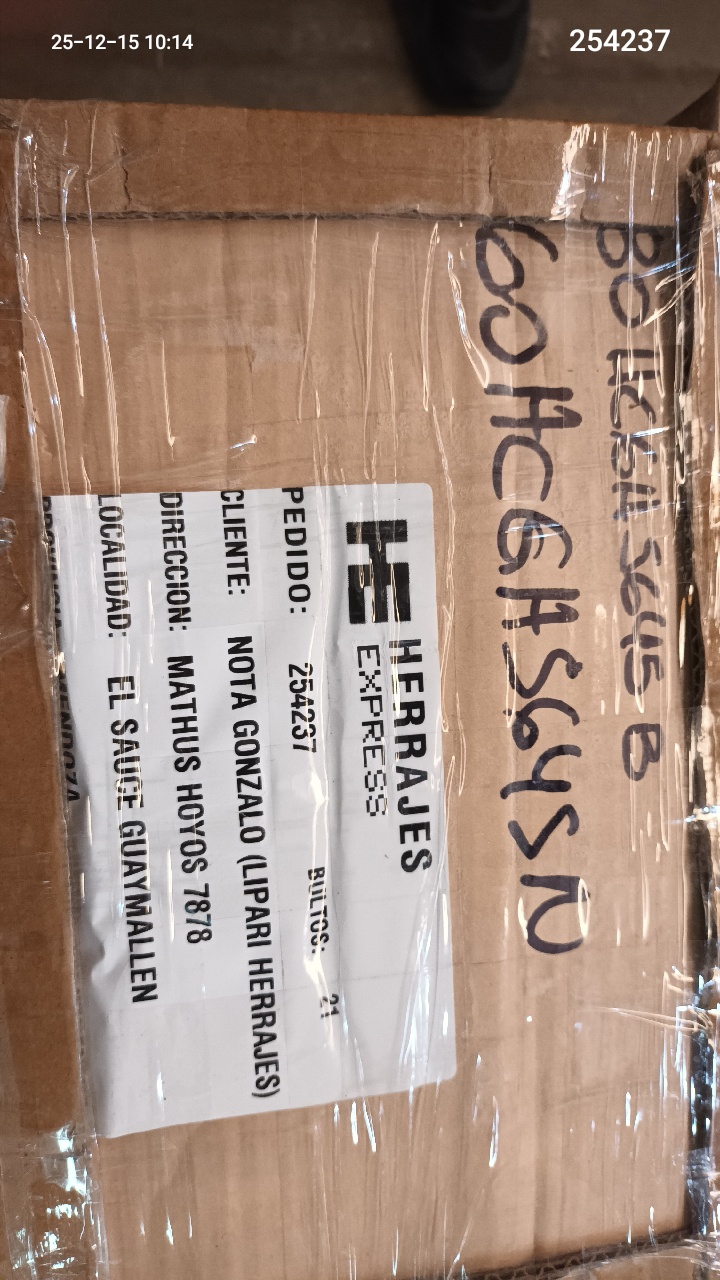 25-12-15 10:14
254237
60HCGHS645N
HERRAJES
EXPRESS
PEDIDO: 254237 BULTOS: 21
CLIENTE: NOTA GONZALO (LIPARI HERRAJES)
DIRECCION: MATHUS HOYOS 7878
LOCALIDAD: EL SAUCE GUAYMALLEN